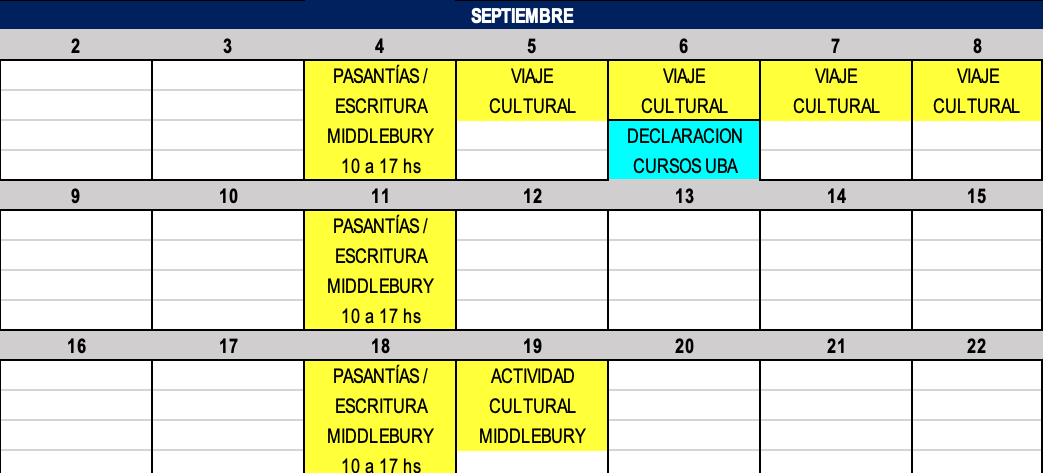 SEPTIEMBRE
2 3 4 5 6 7 8
PASANTÍAS / VIAJE VIAJE VIAJE VIAJE
ESCRITURA CULTURAL CULTURAL CULTURAL CULTURAL
MIDDLEBURY DECLARACION
10 a 17 hs CURSOS UBA
9 10 11 12 13 14 15
PASANTÍAS /
ESCRITURA
MIDDLEBURY
10 a 17 hs
16 17 18 19 20 21 22
PASANTÍAS / ACTIVIDAD
ESCRITURA CULTURAL
MIDDLEBURY MIDDLEBURY
10 a 17 hs